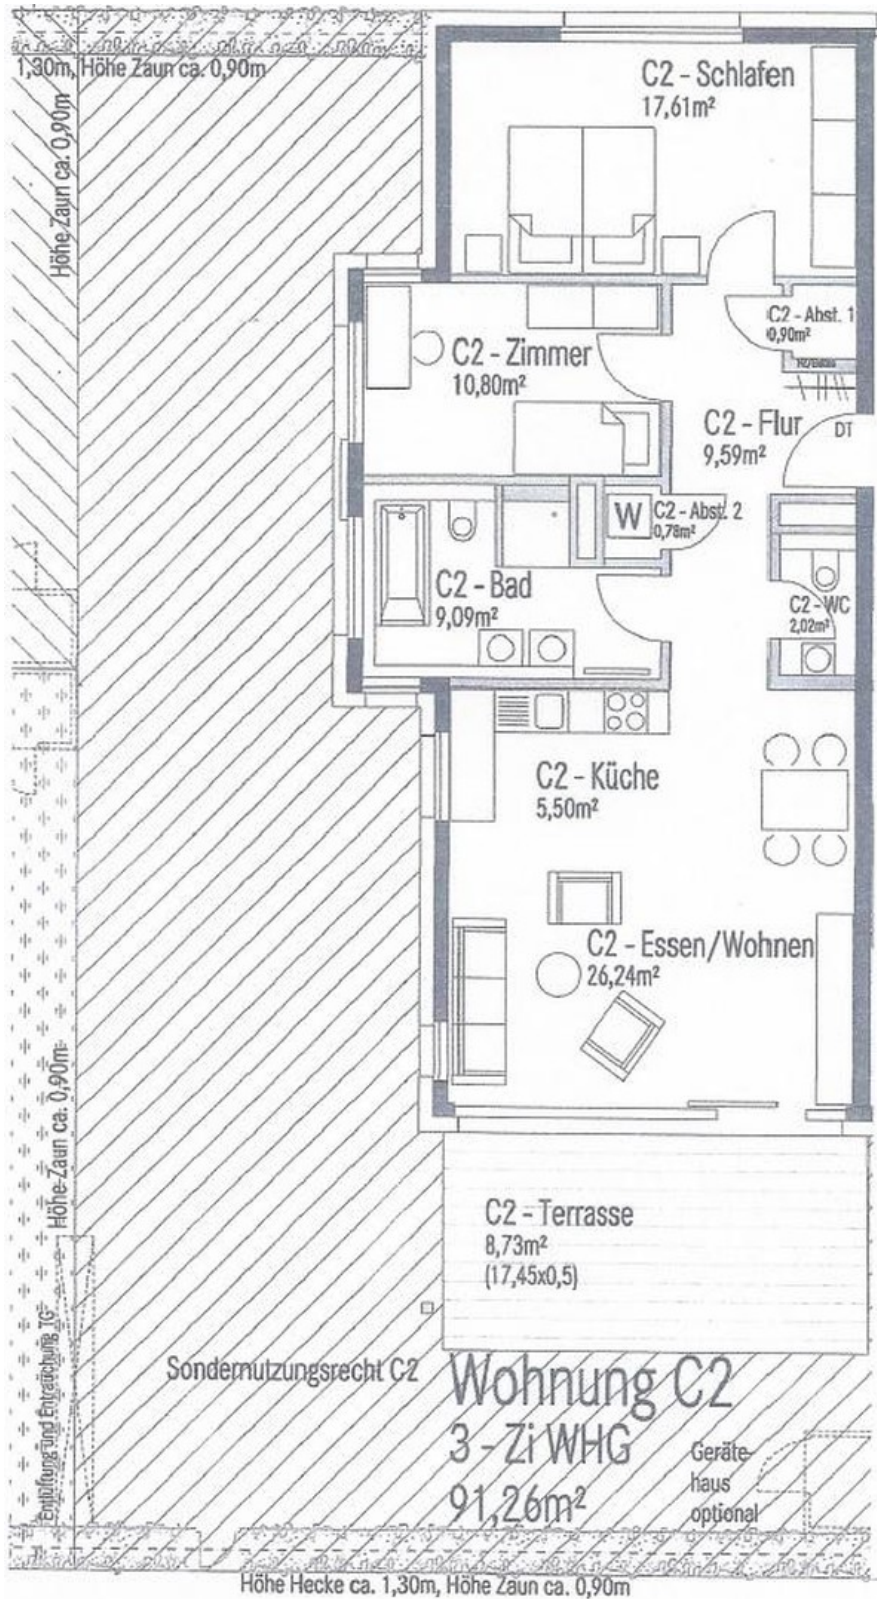 1,30m, Höhe Zaun ca. 0,90m
Höhe Zaun ca. 0,90m
C2 - Schlafen
17,61m²
C2 - Abst. 1
0,90m²
C2 - Zimmer
10,80m²
C2 - Flur
9,59m²
DT
W
C2 - Abst. 2
0,78m²
C2 - Bad
9,09m²
C2 - WC
2,02m²
C2 - Küche
5,50m²
C2 - Essen/Wohnen
26,24m²
Höhe Zaun ca. 0,90m
C2 - Terrasse
8,73m²
(17,45x0,5)
Entlüftung und Entrauchung TG
Sondernutzungsrecht C2
Wohnung C2
3 - Zi WHG
91,26m²
Geräte-
haus
optional
Höhe Hecke ca. 1,30m, Höhe Zaun ca. 0,90m